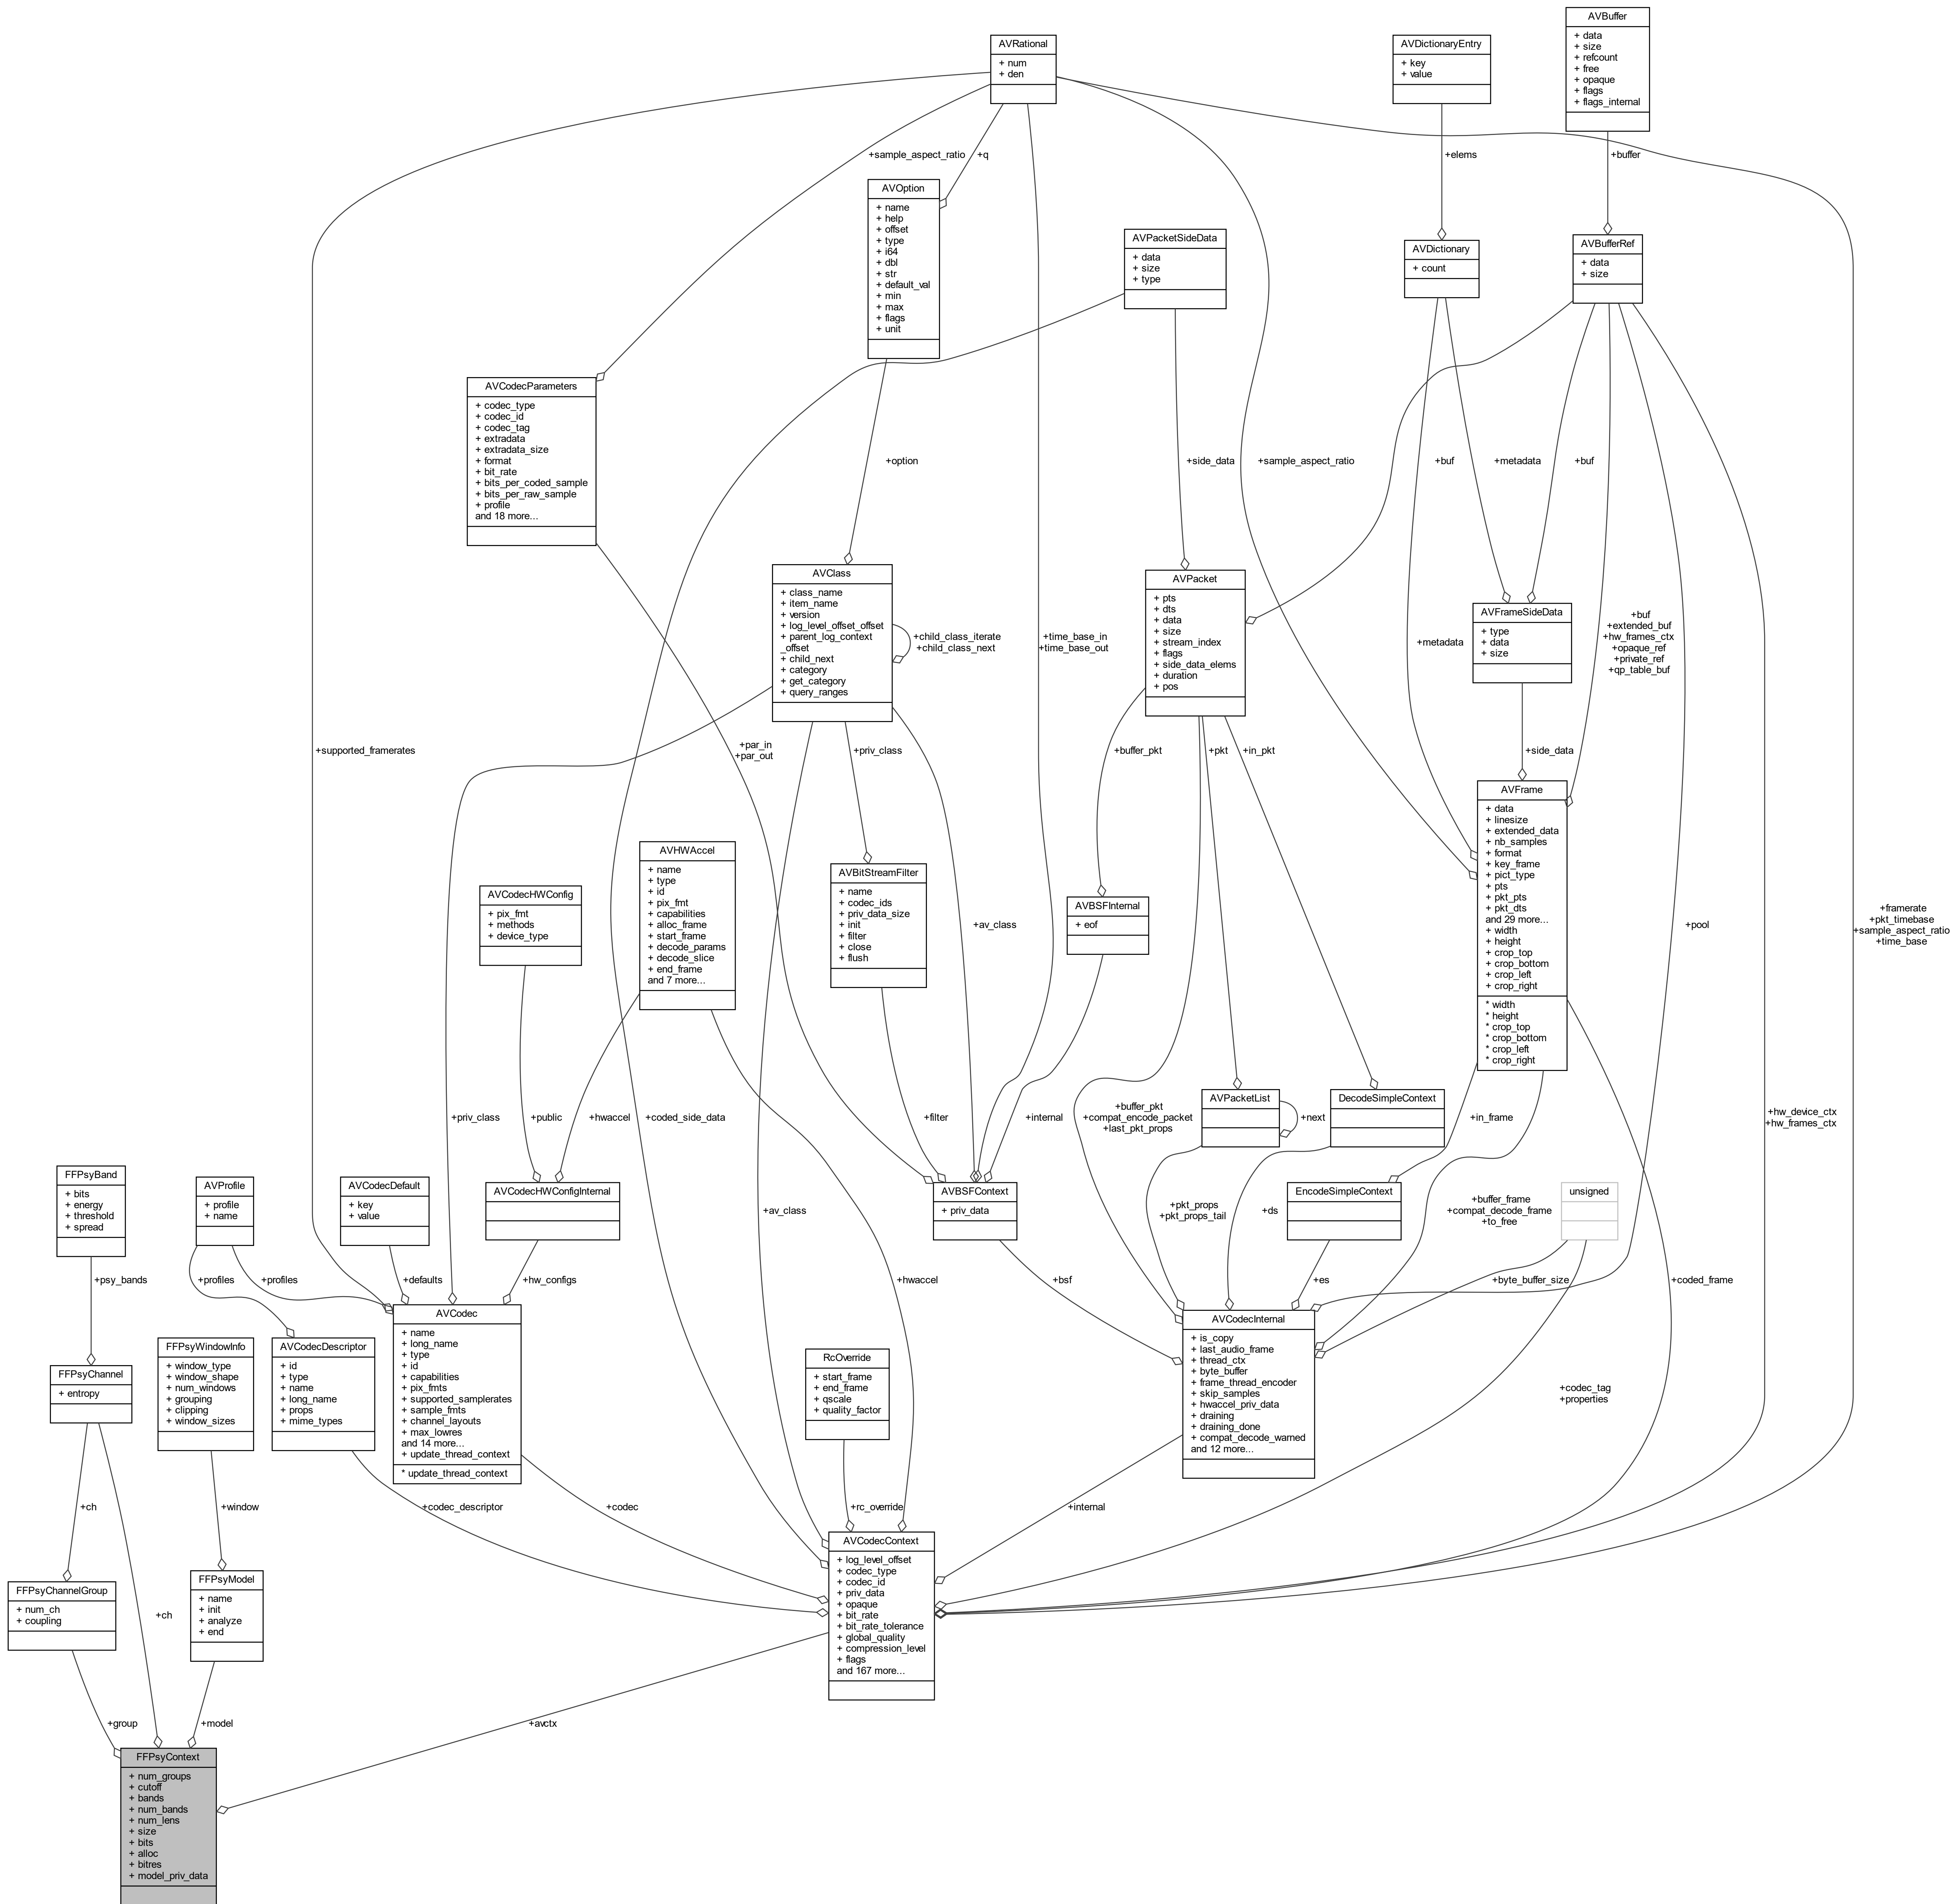 AVBuffer
+ data
+ size
+ refcount
+ free
+ opaque
+ flags
+ flags_internal
AVRational
+ num
+ den
AVDictionaryEntry
+ key
+ value
+sample_aspect_ratio
+q
+elems
+buffer
AVOption
+ name
+ help
+ offset
+ type
+ i64
+ dbl
+ str
+ default_val
+ min
+ max
+ flags
+ unit
AVPacketSideData
+ data
+ size
+ type
AVDictionary
+ count
AVBufferRef
+ data
+ size
AVCodecParameters
+ codec_type
+ codec_id
+ codec_tag
+ extradata
+ extradata_size
+ format
+ bit_rate
+ bits_per_coded_sample
+ bits_per_raw_sample
+ profile
and 18 more...
+option
+side_data
+sample_aspect_ratio
+buf
+metadata
+buf
AVClass
+ class_name
+ item_name
+ version
+ log_level_offset_offset
+ parent_log_context
_offset
+ child_next
+ category
+ get_category
+ query_ranges
+child_class_iterate
+child_class_next
+time_base_in
+time_base_out
AVPacket
+ pts
+ dts
+ data
+ size
+ stream_index
+ flags
+ side_data_elems
+ duration
+ pos
+metadata
AVFrameSideData
+ type
+ data
+ size
+buf
+extended_buf
+hw_frames_ctx
+opaque_ref
+private_ref
+qp_table_buf
+supported_framerates
+par_in
+par_out
+priv_class
+buffer_pkt
+pkt
+in_pkt
+side_data
AVFrame
+ data
+ linesize
+ extended_data
+ nb_samples
+ format
+ key_frame
+ pict_type
+ pts
+ pkt_pts
+ pkt_dts
and 29 more...
+ width
+ height
+ crop_top
+ crop_bottom
+ crop_left
+ crop_right
* width
* height
* crop_top
* crop_bottom
* crop_left
* crop_right
AVHWAccel
+ name
+ type
+ id
+ pix_fmt
+ capabilities
+ alloc_frame
+ start_frame
+ decode_params
+ decode_slice
+ end_frame
and 7 more...
AVCodecHWConfig
+ pix_fmt
+ methods
+ device_type
AVBitStreamFilter
+ name
+ codec_ids
+ priv_data_size
+ init
+ filter
+ close
+ flush
+av_class
AVBSFInternal
+ eof
+pool
+framerate
+pkt_timebase
+sample_aspect_ratio
+time_base
+priv_class
+public
+hwaccel
+coded_side_data
+filter
+internal
+buffer_pkt
+compat_encode_packet
+last_pkt_props
AVPacketList
+next
DecodeSimpleContext
+in_frame
+hw_device_ctx
+hw_frames_ctx
FFPsyBand
+ bits
+ energy
+ threshold
+ spread
AVProfile
+ profile
+ name
AVCodecDefault
+ key
+ value
AVCodecHWConfigInternal
+av_class
AVBSFContext
+ priv_data
+pkt_props
+pkt_props_tail
+ds
EncodeSimpleContext
+buffer_frame
+compat_decode_frame
+to_free
unsigned
+psy_bands
+profiles
+profiles
+defaults
+hw_configs
+hwaccel
+bsf
+es
+byte_buffer_size
+coded_frame
FFPsyChannel
+ entropy
FFPsyWindowInfo
+ window_type
+ window_shape
+ num_windows
+ grouping
+ clipping
+ window_sizes
AVCodecDescriptor
+ id
+ type
+ name
+ long_name
+ props
+ mime_types
AVCodec
+ name
+ long_name
+ type
+ id
+ capabilities
+ pix_fmts
+ supported_samplerates
+ sample_fmts
+ channel_layouts
+ max_lowres
and 14 more...
+ update_thread_context
* update_thread_context
RcOverride
+ start_frame
+ end_frame
+ qscale
+ quality_factor
AVCodecInternal
+ is_copy
+ last_audio_frame
+ thread_ctx
+ byte_buffer
+ frame_thread_encoder
+ skip_samples
+ hwaccel_priv_data
+ draining
+ draining_done
+ compat_decode_warned
and 12 more...
+codec_tag
+properties
+ch
+window
+codec_descriptor
+codec
+rc_override
+internal
FFPsyChannelGroup
+ num_ch
+ coupling
+ch
FFPsyModel
+ name
+ init
+ analyze
+ end
AVCodecContext
+ log_level_offset
+ codec_type
+ codec_id
+ priv_data
+ opaque
+ bit_rate
+ bit_rate_tolerance
+ global_quality
+ compression_level
+ flags
and 167 more...
+group
+model
+avctx
FFPsyContext
+ num_groups
+ cutoff
+ bands
+ num_bands
+ num_lens
+ size
+ bits
+ alloc
+ bitres
+ model_priv_data